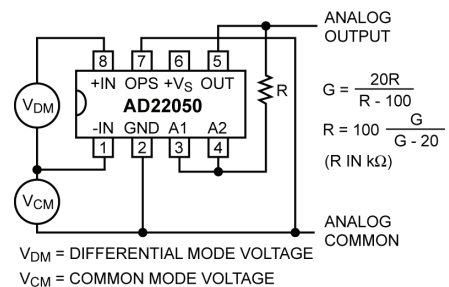 ANALOG
OUTPUT
8 7 6 5
+IN OPS +VS OUT
AD22050
-IN GND A1 A2
1 2 3 4
VDM
VCM
R
G = 20R / R - 100
R = 100 G / G - 20
(R IN kΩ)
ANALOG
COMMON
VDM = DIFFERENTIAL MODE VOLTAGE
VCM = COMMON MODE VOLTAGE